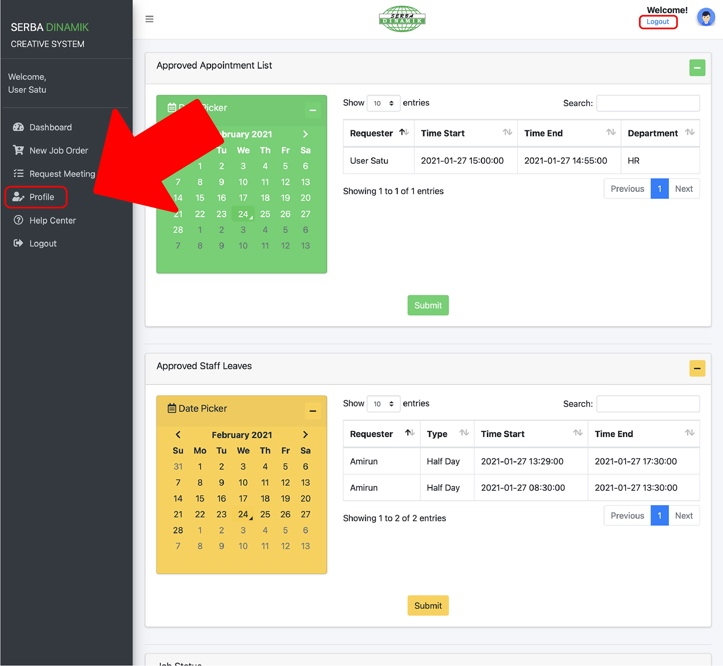 SERBA DINAMIK
CREATIVE SYSTEM
Welcome,
User Satu
Dashboard
New Job Order
Request Meeting
Profile
Help Center
Logout
SERBA
DINAMIK
Welcome!
Logout
Approved Appointment List
Picker
February 2021
Tu We Th Fr Sa
1 2 3 4 5 6
7 8 9 10 11 12 13
14 15 16 17 18 19 20
21 22 23 24 25 26 27
28 1 2 3 4 5 6
7 8 9 10 11 12 13
Show 10 entries
Search:
Requester Time Start Time End Department
User Satu 2021-01-27 15:00:00 2021-01-27 14:55:00 HR
Showing 1 to 1 of 1 entries
Previous 1 Next
Submit
Approved Staff Leaves
Date Picker
February 2021
Su Mo Tu We Th Fr Sa
31 1 2 3 4 5 6
7 8 9 10 11 12 13
14 15 16 17 18 19 20
21 22 23 24 25 26 27
28 1 2 3 4 5 6
7 8 9 10 11 12 13
Show 10 entries
Search:
Requester Type Time Start Time End
Amirun Half Day 2021-01-27 13:29:00 2021-01-27 17:30:00
Amirun Half Day 2021-01-27 08:30:00 2021-01-27 13:30:00
Showing 1 to 2 of 2 entries
Previous 1 Next
Submit
Job Status